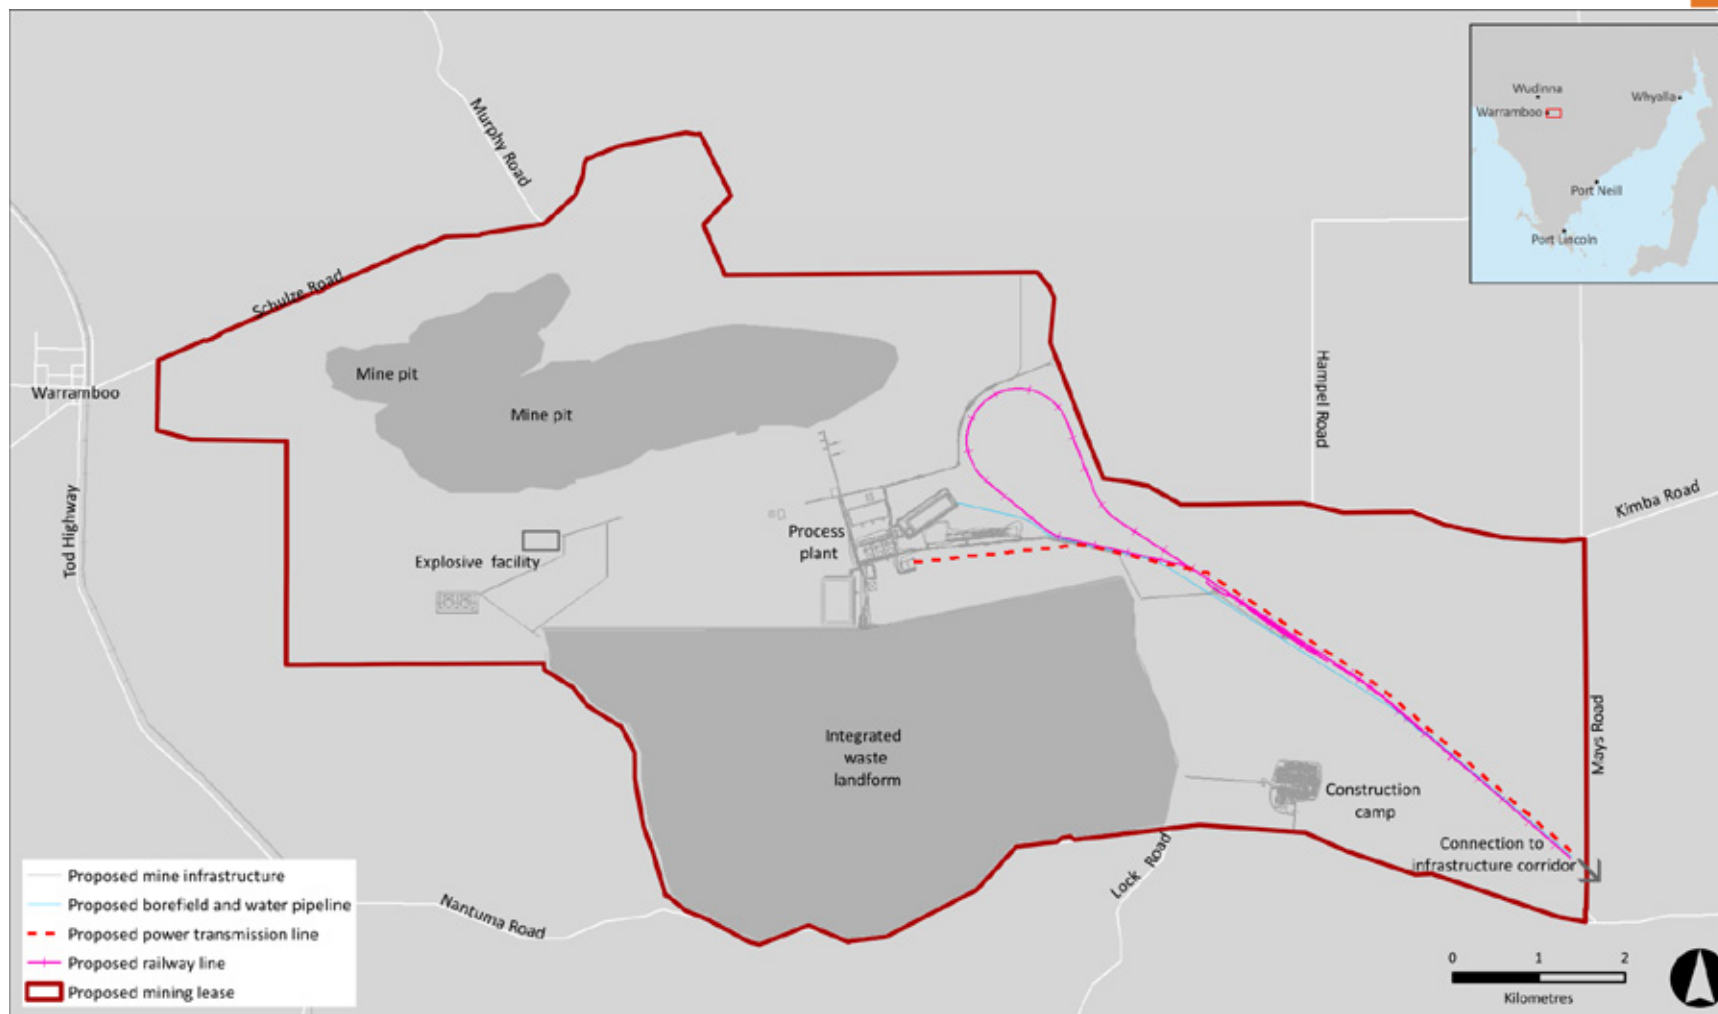 Wudinna
Whyalla
Warramboo
Port Neill
Port Lincoln
Murphy Road
Schulze Road
Hampel Road
Mine pit
Warramboo
Mine pit
Kimba Road
Tod Highway
Process
plant
Explosive facility
Mays Road
Integrated
waste
landform
Construction
camp
Connection to
infrastructure corridor
Lock Road
Nantuma Road
Proposed mine infrastructure
Proposed borefield and water pipeline
Proposed power transmission line
Proposed railway line
Proposed mining lease
0 1 2
Kilometres